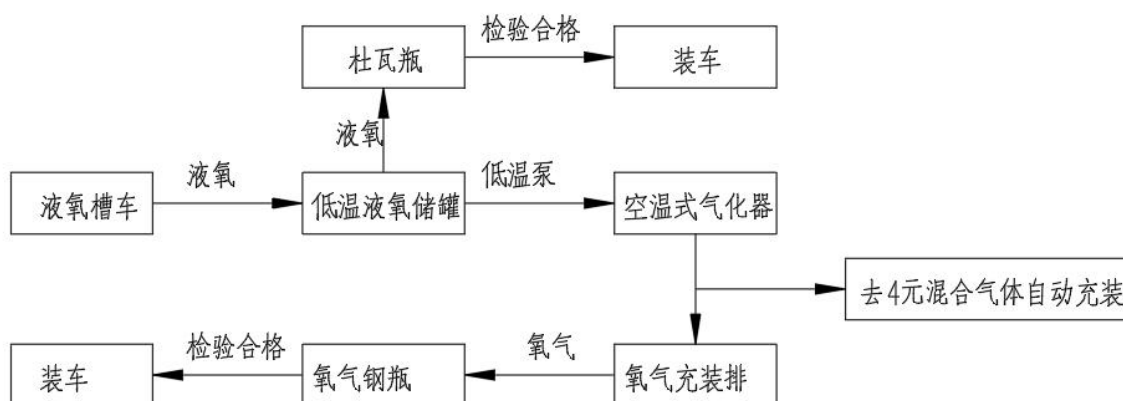 检验合格
杜瓦瓶
装车
液氧
液氧
低温泵
液氧槽车
低温液氧储罐
空温式气化器
去4元混合气体自动充装
检验合格
氧气
装车
氧气钢瓶
氧气充装排